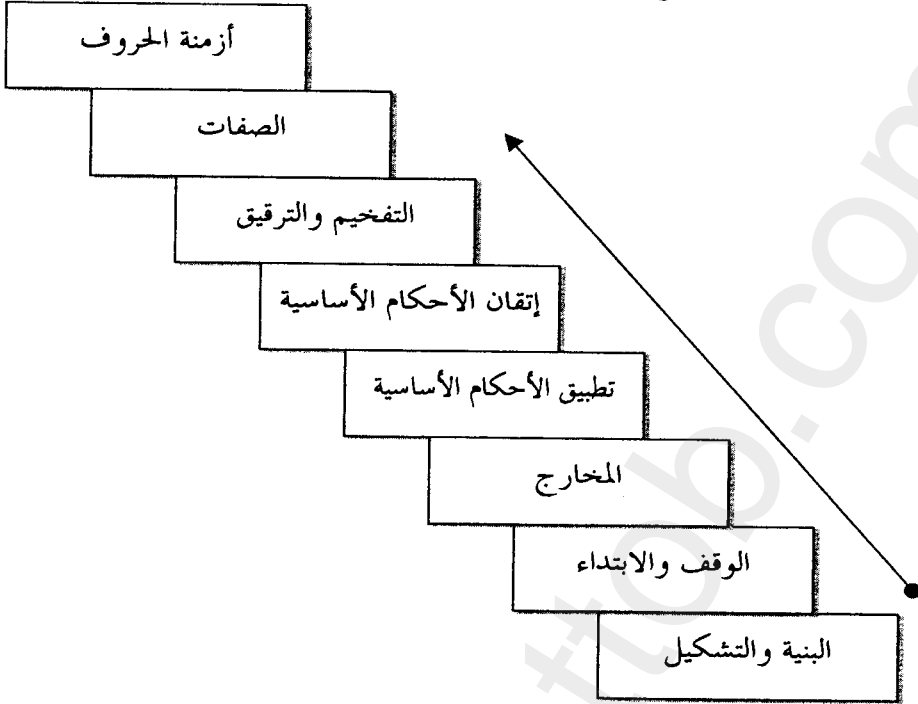 أزمنة الحروف
الصفات
التفخيم والترقيق
إتقان الأحكام الأساسية
تطبيق الأحكام الأساسية
المخارج
الوقف والابتداء
البنية والتشكيل